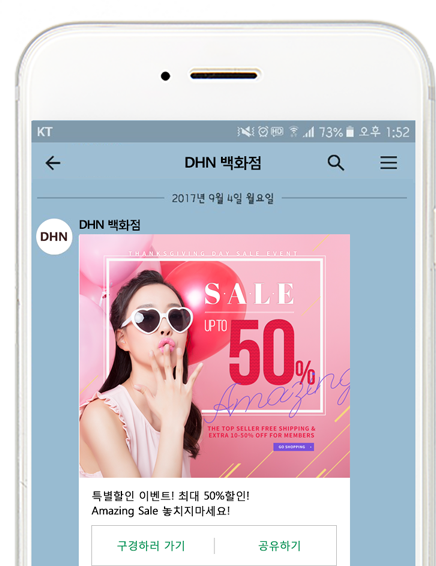 KT
HD
73%
오후 1:52
DHN 백화점
2017년 9월 4일 월요일
DHN
DHN 백화점
THANKSGIVING DAY SALE EVENT
SALE
UP TO
50%
Amazing
THE TOP SELLER FREE SHIPPING &
EXTRA 10-50% OFF FOR MEMBERS
GO SHOPPING
특별할인 이벤트! 최대 50%할인!
Amazing Sale 놓치지마세요!
구경하러 가기
공유하기